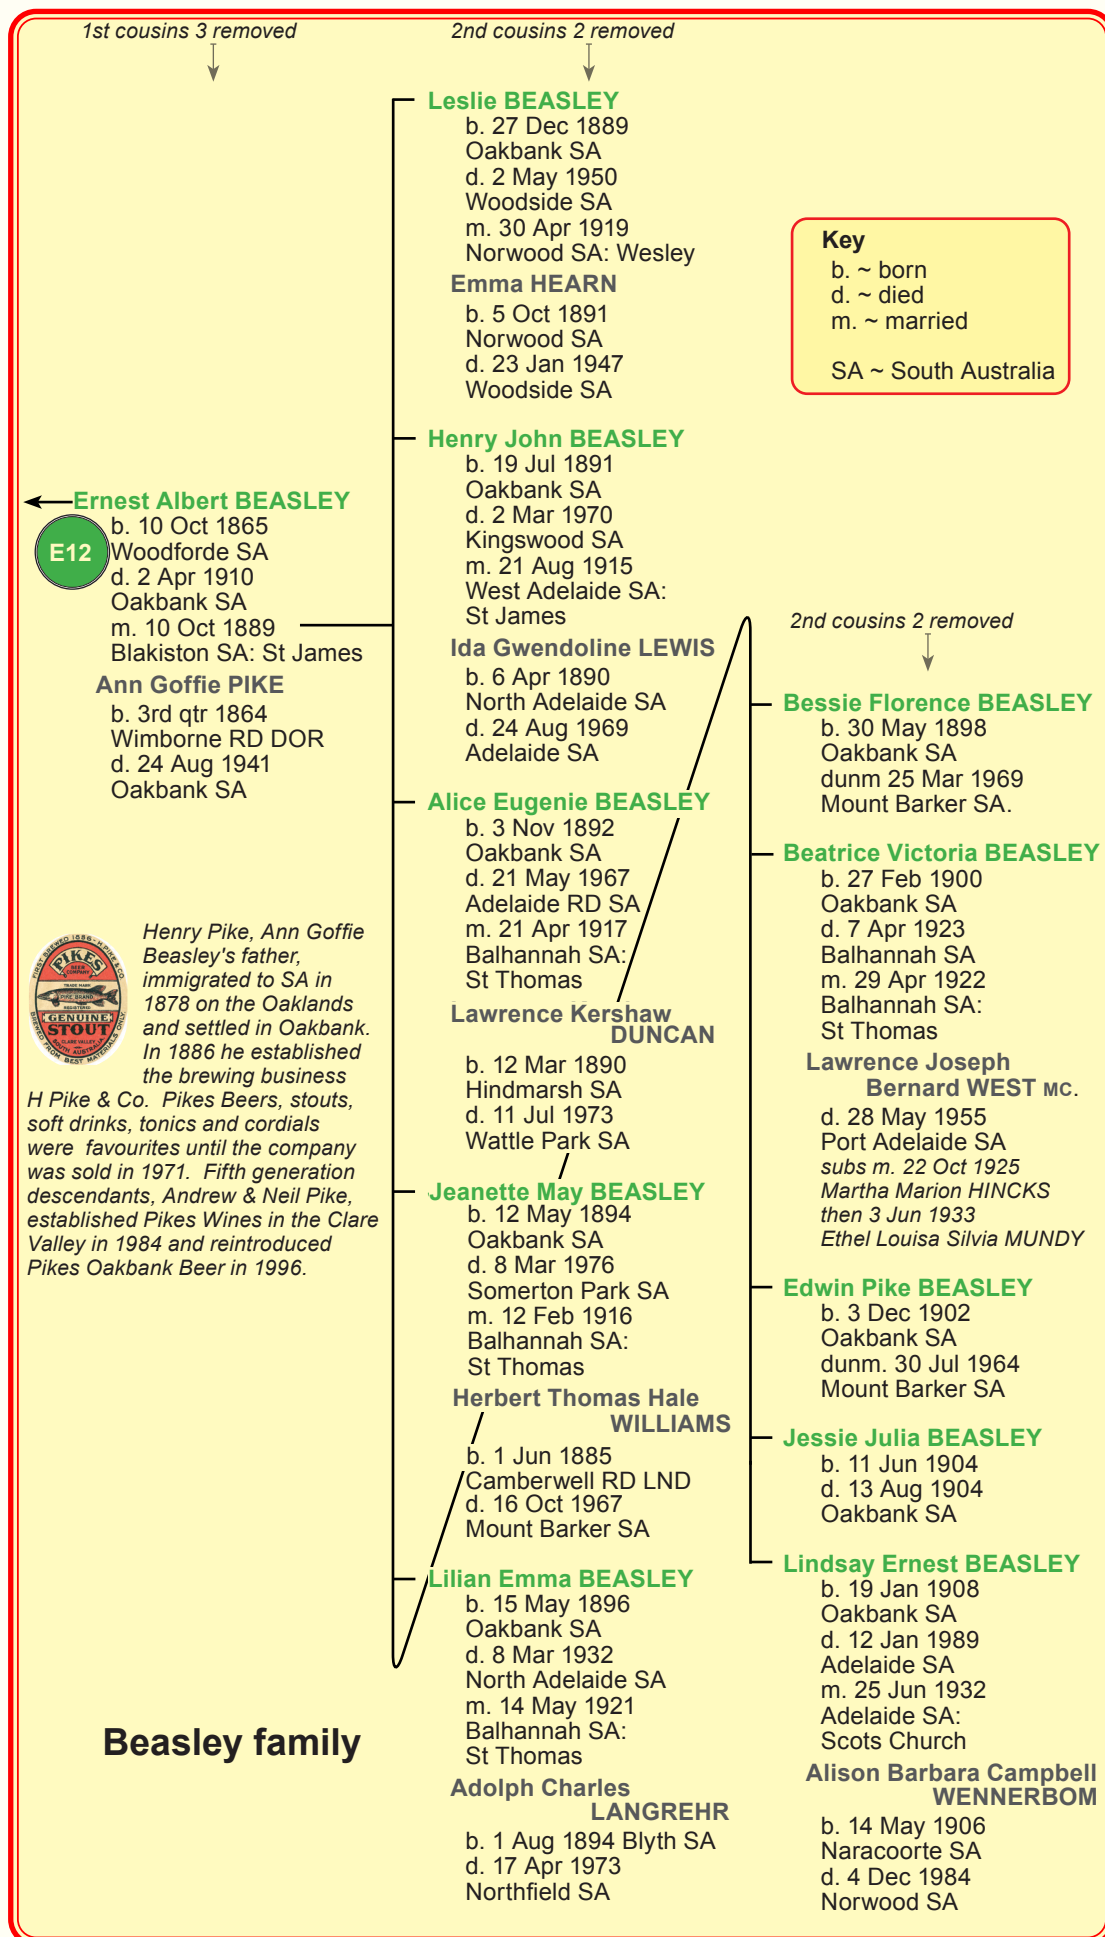 1st cousins 3 removed
2nd cousins 2 removed
Leslie BEASLEY
b. 27 Dec 1889
Oakbank SA
d. 2 May 1950
Woodside SA
m. 30 Apr 1919
Norwood SA: Wesley
Emma HEARN
b. 5 Oct 1891
Norwood SA
d. 23 Jan 1947
Woodside SA
Key
b. ~ born
d. ~ died
m. ~ married
SA ~ South Australia
Henry John BEASLEY
b. 19 Jul 1891
Oakbank SA
d. 2 Mar 1970
Kingswood SA
m. 21 Aug 1915
West Adelaide SA:
St James
Ida Gwendoline LEWIS
b. 6 Apr 1890
North Adelaide SA
d. 24 Aug 1969
Adelaide SA
Ernest Albert BEASLEY
E12
b. 10 Oct 1865
Woodforde SA
d. 2 Apr 1910
Oakbank SA
m. 10 Oct 1889
Blakiston SA: St James
Ann Goffie PIKE
b. 3rd qtr 1864
Wimborne RD DOR
d. 24 Aug 1941
Oakbank SA
Alice Eugenie BEASLEY
b. 3 Nov 1892
Oakbank SA
d. 21 May 1967
Adelaide RD SA
m. 21 Apr 1917
Balhannah SA:
St Thomas
Lawrence Kershaw
DUNCAN
b. 12 Mar 1890
Hindmarsh SA
d. 11 Jul 1973
Wattle Park SA
FIRST BREWED 1886 - H. PIKE & CO.
PIKES
BEER
COMPANY
TRADE MARK
PIKE BRAND
REGISTERED
GENUINE
STOUT
CLARE VALLEY
SOUTH AUSTRALIA
BREWED FROM BEST MATERIALS ONLY.
Henry Pike, Ann Goffie
Beasley's father,
immigrated to SA in
1878 on the Oaklands
and settled in Oakbank.
In 1886 he established
the brewing business
H Pike & Co. Pikes Beers, stouts,
soft drinks, tonics and cordials
were favourites until the company
was sold in 1971. Fifth generation
descendants, Andrew & Neil Pike,
established Pikes Wines in the Clare
Valley in 1984 and reintroduced
Pikes Oakbank Beer in 1996.
Jeanette May BEASLEY
b. 12 May 1894
Oakbank SA
d. 8 Mar 1976
Somerton Park SA
m. 12 Feb 1916
Balhannah SA:
St Thomas
Herbert Thomas Hale
WILLIAMS
b. 1 Jun 1885
Camberwell RD LND
d. 16 Oct 1967
Mount Barker SA
Lilian Emma BEASLEY
b. 15 May 1896
Oakbank SA
d. 8 Mar 1932
North Adelaide SA
m. 14 May 1921
Balhannah SA:
St Thomas
Adolph Charles
LANGREHR
b. 1 Aug 1894 Blyth SA
d. 17 Apr 1973
Northfield SA
2nd cousins 2 removed
Bessie Florence BEASLEY
b. 30 May 1898
Oakbank SA
dunm 25 Mar 1969
Mount Barker SA.
Beatrice Victoria BEASLEY
b. 27 Feb 1900
Oakbank SA
d. 7 Apr 1923
Balhannah SA
m. 29 Apr 1922
Balhannah SA:
St Thomas
Lawrence Joseph
Bernard WEST MC.
d. 28 May 1955
Port Adelaide SA
subs m. 22 Oct 1925
Martha Marion HINCKS
then 3 Jun 1933
Ethel Louisa Silvia MUNDY
Edwin Pike BEASLEY
b. 3 Dec 1902
Oakbank SA
dunm. 30 Jul 1964
Mount Barker SA
Jessie Julia BEASLEY
b. 11 Jun 1904
d. 13 Aug 1904
Oakbank SA
Lindsay Ernest BEASLEY
b. 19 Jan 1908
Oakbank SA
d. 12 Jan 1989
Adelaide SA
m. 25 Jun 1932
Adelaide SA:
Scots Church
Alison Barbara Campbell
WENNERBOM
b. 14 May 1906
Naracoorte SA
d. 4 Dec 1984
Norwood SA
Beasley family